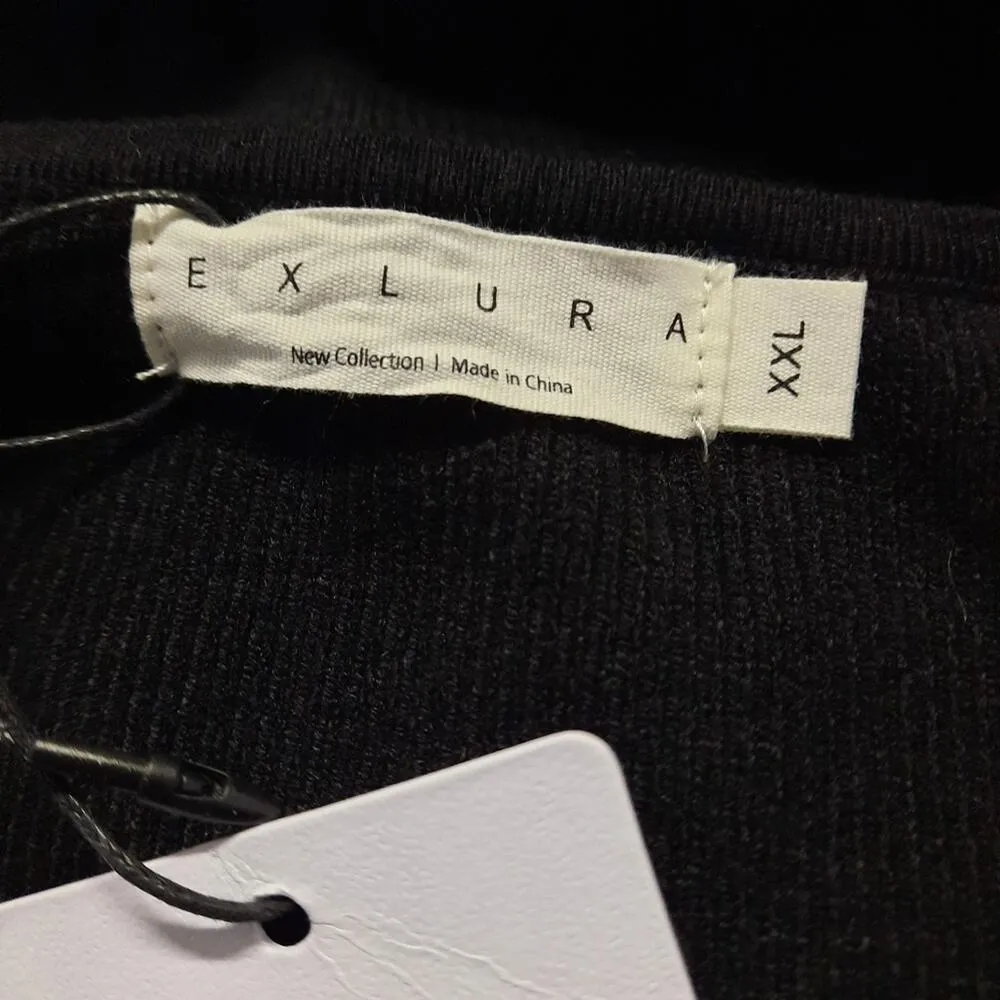 E X L U R A
New Collection | Made in China
XXL